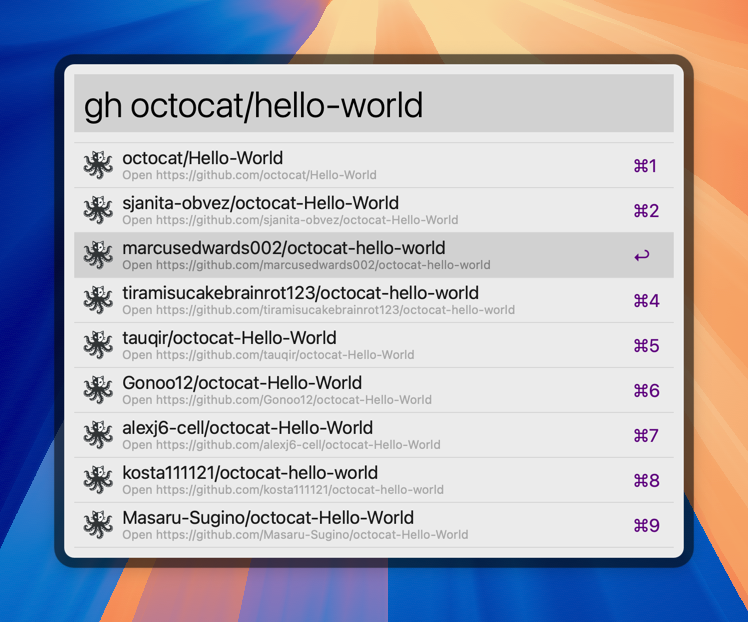 gh octocat/hello-world
octocat/Hello-World
⌘1
Open https://github.com/octocat/Hello-World
sjanita-obvez/octocat-Hello-World
⌘2
Open https://github.com/sjanita-obvez/octocat-Hello-World
marcusedwards002/octocat-hello-world
↩
Open https://github.com/marcusedwards002/octocat-hello-world
tiramisucakebrainrot123/octocat-hello-world
⌘4
Open https://github.com/tiramisucakebrainrot123/octocat-hello-world
tauqir/octocat-Hello-World
⌘5
Open https://github.com/tauqir/octocat-Hello-World
Gonoo12/octocat-Hello-World
⌘6
Open https://github.com/Gonoo12/octocat-Hello-World
alexj6-cell/octocat-Hello-World
⌘7
Open https://github.com/alexj6-cell/octocat-Hello-World
kosta111121/octocat-hello-world
⌘8
Open https://github.com/kosta111121/octocat-hello-world
Masaru-Sugino/octocat-Hello-World
⌘9
Open https://github.com/Masaru-Sugino/octocat-Hello-World